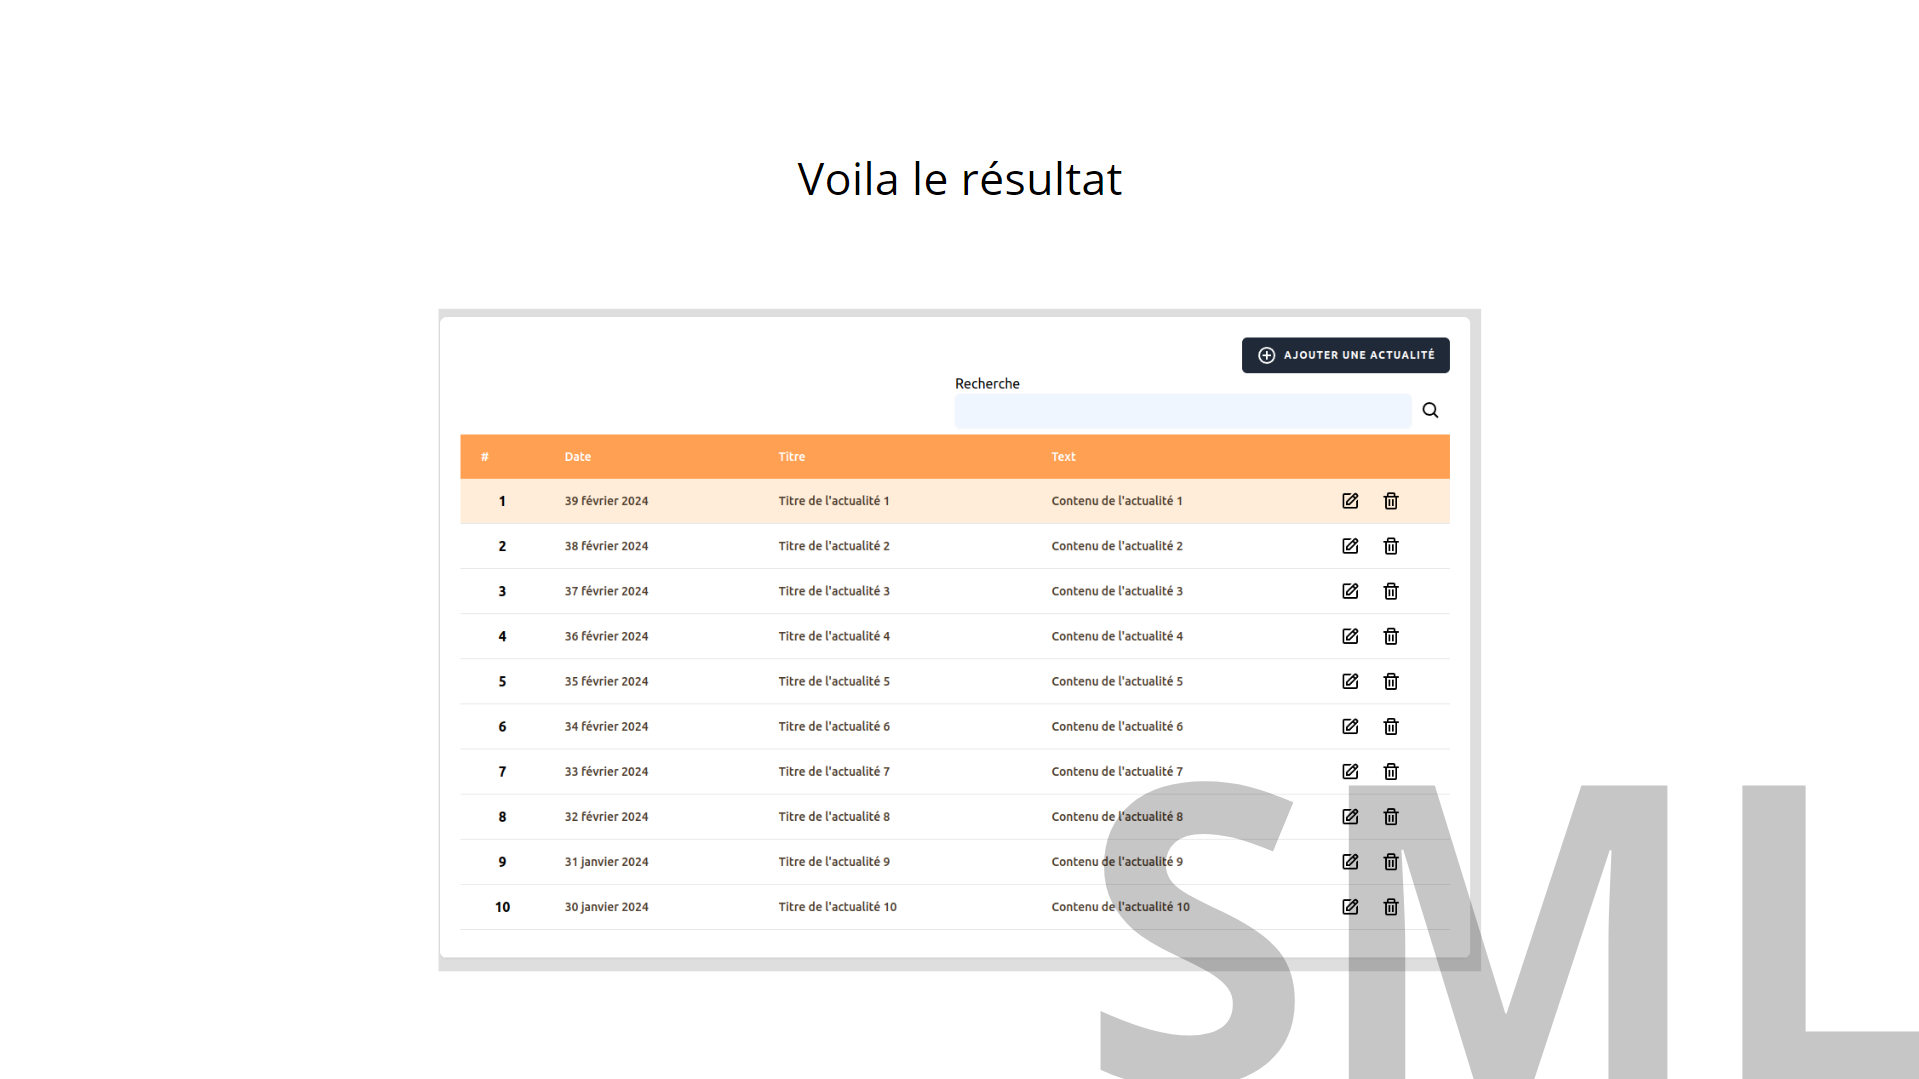 Voila le résultat
AJOUTER UNE ACTUALITÉ
Recherche
# Date Titre Text
1 39 février 2024 Titre de l'actualité 1 Contenu de l'actualité 1
2 38 février 2024 Titre de l'actualité 2 Contenu de l'actualité 2
3 37 février 2024 Titre de l'actualité 3 Contenu de l'actualité 3
4 36 février 2024 Titre de l'actualité 4 Contenu de l'actualité 4
5 35 février 2024 Titre de l'actualité 5 Contenu de l'actualité 5
6 34 février 2024 Titre de l'actualité 6 Contenu de l'actualité 6
7 33 février 2024 Titre de l'actualité 7 Contenu de l'actualité 7
8 32 février 2024 Titre de l'actualité 8 Contenu de l'actualité 8
9 31 janvier 2024 Titre de l'actualité 9 Contenu de l'actualité 9
10 30 janvier 2024 Titre de l'actualité 10 Contenu de l'actualité 10
SML